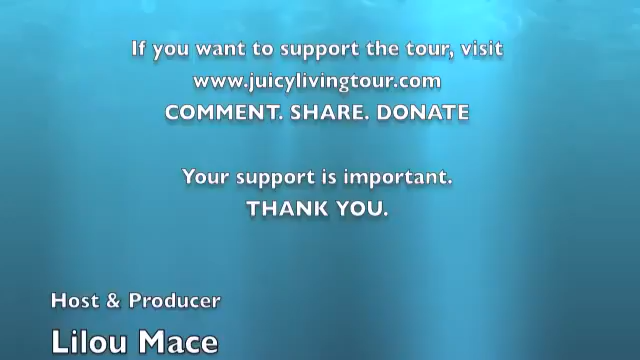 If you want to support the tour, visit
www.juicylivingtour.com
COMMENT. SHARE. DONATE
Your support is important.
THANK YOU.
Host & Producer
Lilou Mace